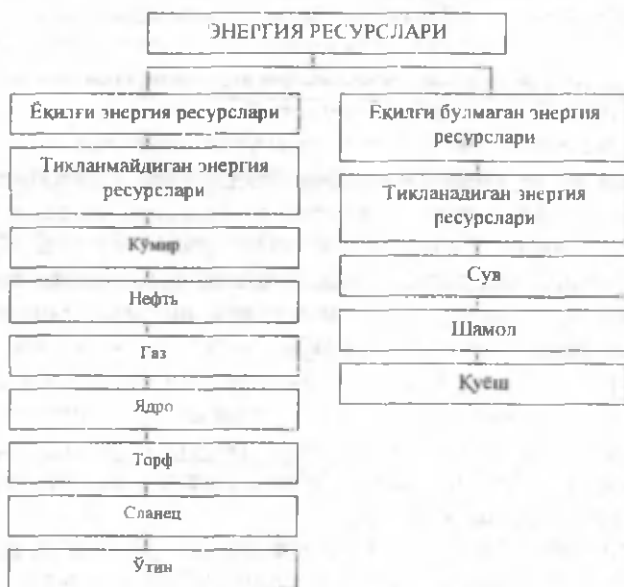 ЭНЕРГИЯ РЕСУРСЛАРИ
Ёқилғи энергия ресурслари
Тикланмайдиган энергия
ресурслари
Кўмир
Нефть
Газ
Ядро
Торф
Сланец
Ўтин
Ёқилғи булмаган энергия
ресурслари
Тикланадиган энергия
ресурслари
Сув
Шамол
Қуёш